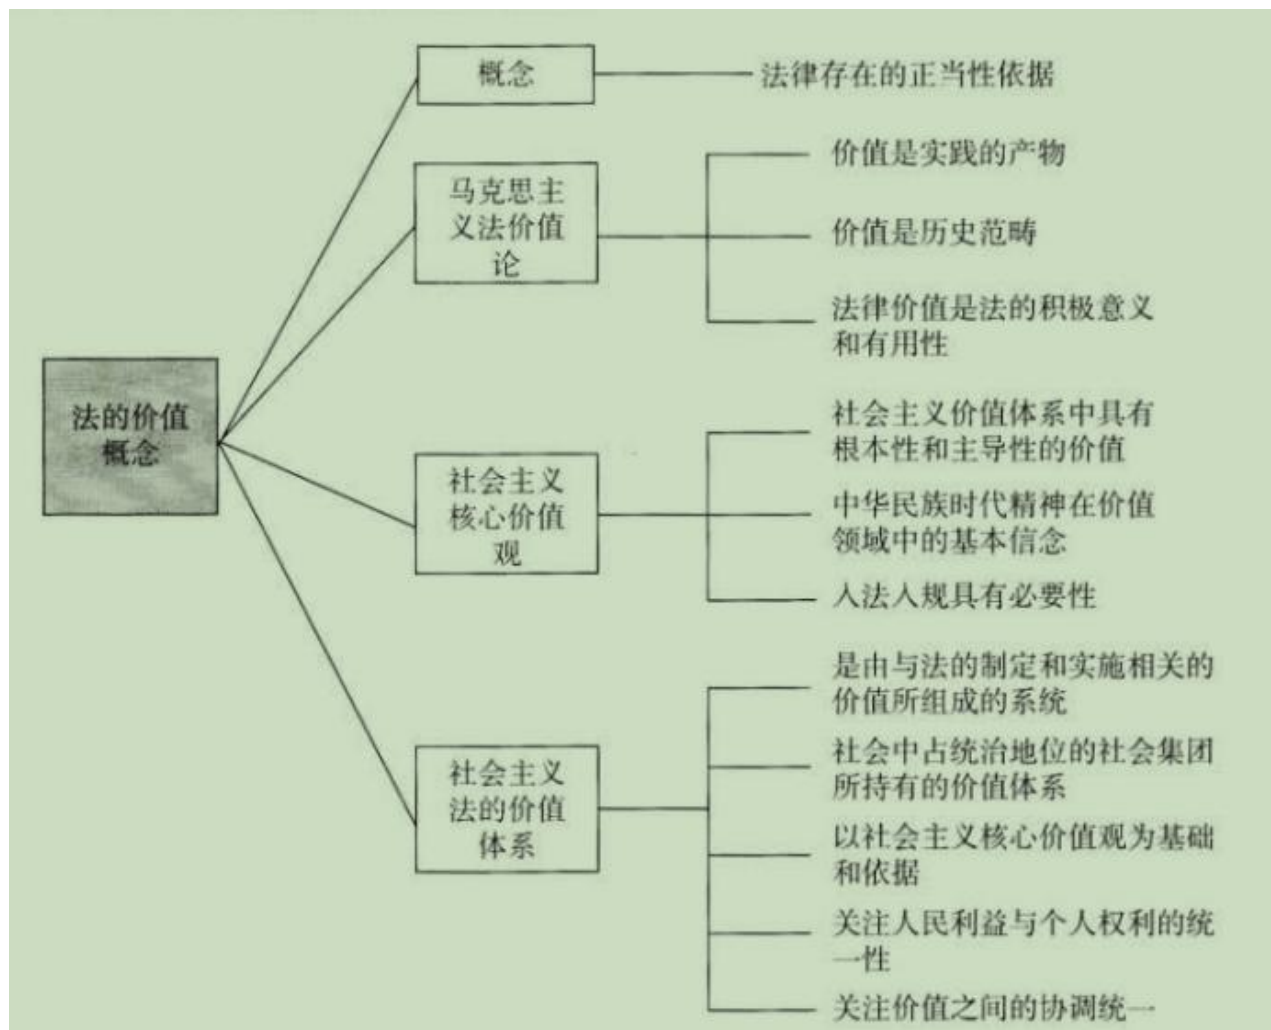 概念
法律存在的正当性依据
马克思主
义法价值
论
价值是实践的产物
价值是历史范畴
法律价值是法的积极意义
和有用性
法的价值
概念
社会主义
核心价值
观
社会主义价值体系中具有
根本性和主导性的价值
中华民族时代精神在价值
领域中的基本信念
入法入规具有必要性
社会主义
法的价值
体系
是由与法的制定和实施相关的
价值所组成的系统
社会中占统治地位的社会集团
所持有的价值体系
以社会主义核心价值观为基础
和依据
关注人民利益与个人权利的统
一性
关注价值之间的协调统一